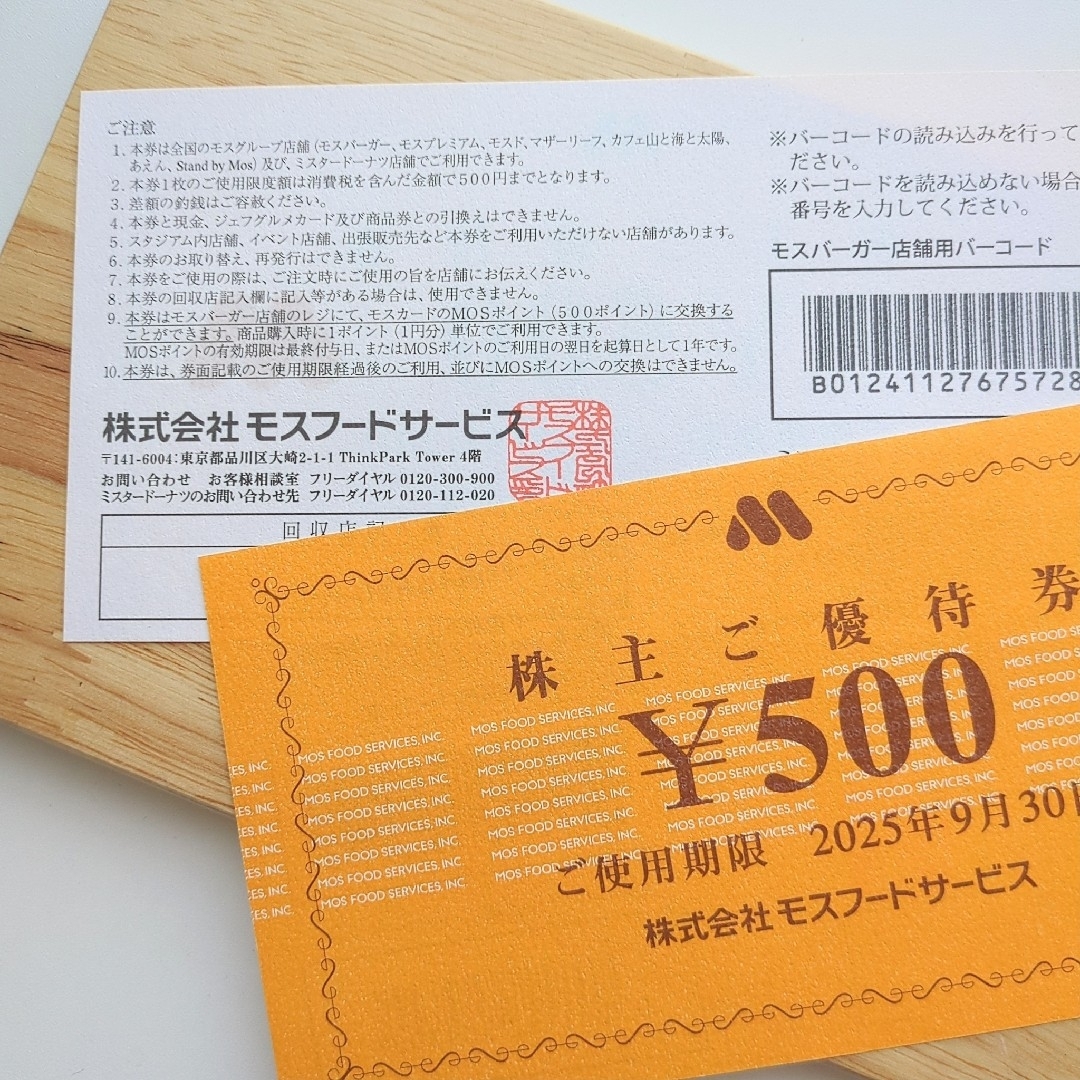 ご注意
1. 本券は全国のモスグループ店舗（モスバーガー、モスプレミアム、モスド、マザーリーフ、カフェ山と海と太陽、
あえん、Stand by Mos）及び、ミスタードーナツ店舗でご利用できます。
2. 本券1枚のご使用限度額は消費税を含んだ金額で500円までとなります。
3. 差額の釣銭はご容赦ください。
4. 本券と現金、ジェフグルメカード及び商品券との引換えはできません。
5. スタジアム内店舗、イベント店舗、出張販売先など本券をご利用いただけない店舗があります。
6. 本券のお取り替え、再発行はできません。
7. 本券をご使用の際は、ご注文時にご使用の旨を店舗にお伝えください。
8. 本券の回収店記入欄に記入等がある場合は、使用できません。
9. 本券はモスバーガー店舗のレジにて、モスカードのMOSポイント（500ポイント）に交換する
ことができます。商品購入時に1ポイント（1円分）単位でご利用できます。
MOSポイントの有効期限は最終付与日、またはMOSポイントのご利用日の翌日を起算日として1年です。
10. 本券は、券面記載のご使用期限経過後のご利用、並びにMOSポイントへの交換はできません。
株式会社 モスフードサービス
〒141-6004：東京都品川区大崎2-1-1 ThinkPark Tower 4階
お問い合わせ お客様相談室 フリーダイヤル 0120-300-900
ミスタードーナツのお問い合わせ先 フリーダイヤル 0120-112-020
回収店
※バーコードの読み込みを行って
ださい。
※バーコードを読み込めない場合
番号を入力してください。
モスバーガー店舗用バーコード
B01241127675728
株主ご優待券
¥500
ご使用期限 2025年9月30日
株式会社 モスフードサービス
MOS FOOD SERVICES, INC.